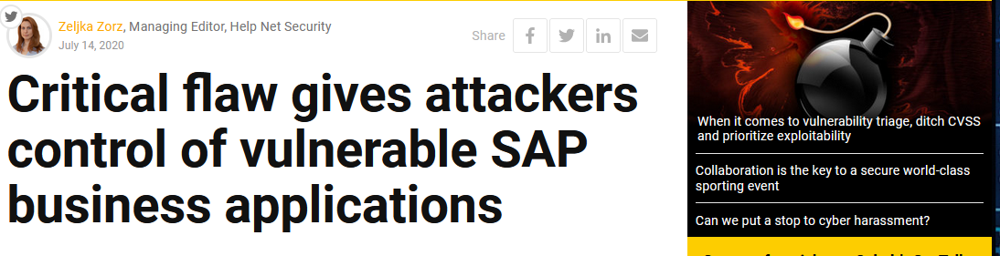 Zeljka Zorz, Managing Editor, Help Net Security
July 14, 2020
Share
Critical flaw gives attackers
control of vulnerable SAP
business applications
When it comes to vulnerability triage, ditch CVSS
and prioritize exploitability
Collaboration is the key to a secure world-class
sporting event
Can we put a stop to cyber harassment?